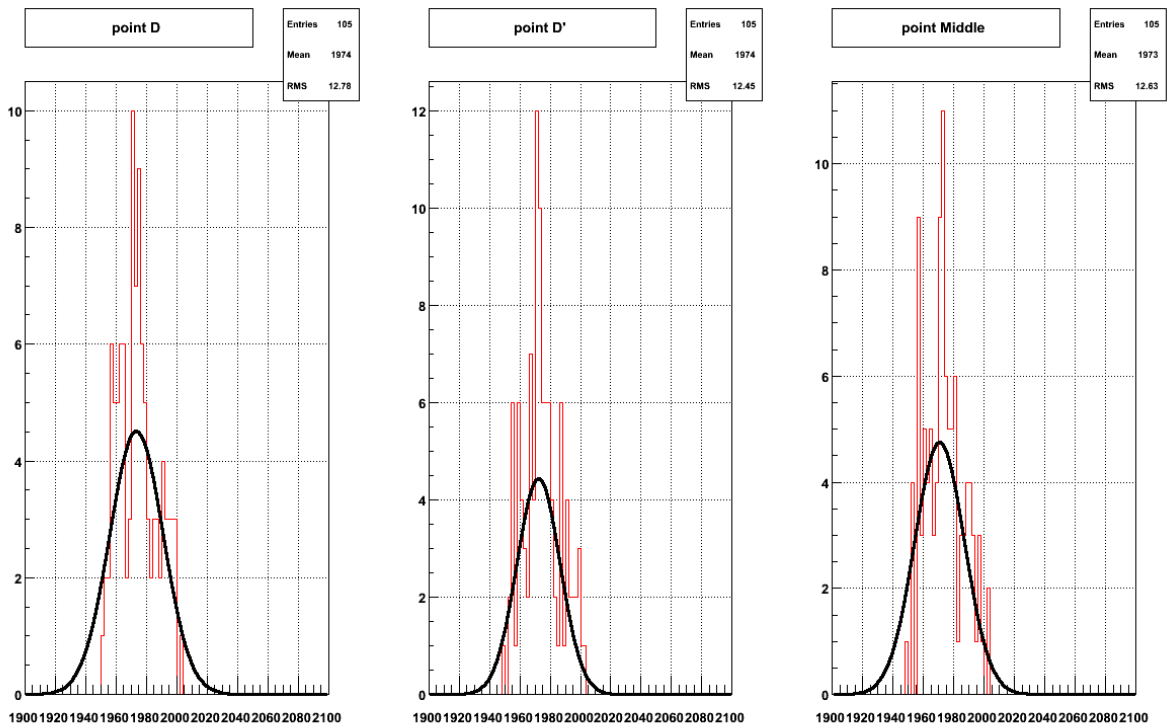 point D
Entries 105
Mean 1974
RMS 12.78
10
8
6
4
2
0
1900 1920 1940 1960 1980 2000 2020 2040 2060 2080 2100
point D'
Entries 105
Mean 1974
RMS 12.45
12
10
8
6
4
2
0
1900 1920 1940 1960 1980 2000 2020 2040 2060 2080 2100
point Middle
Entries 105
Mean 1973
RMS 12.63
10
8
6
4
2
0
1900 1920 1940 1960 1980 2000 2020 2040 2060 2080 2100